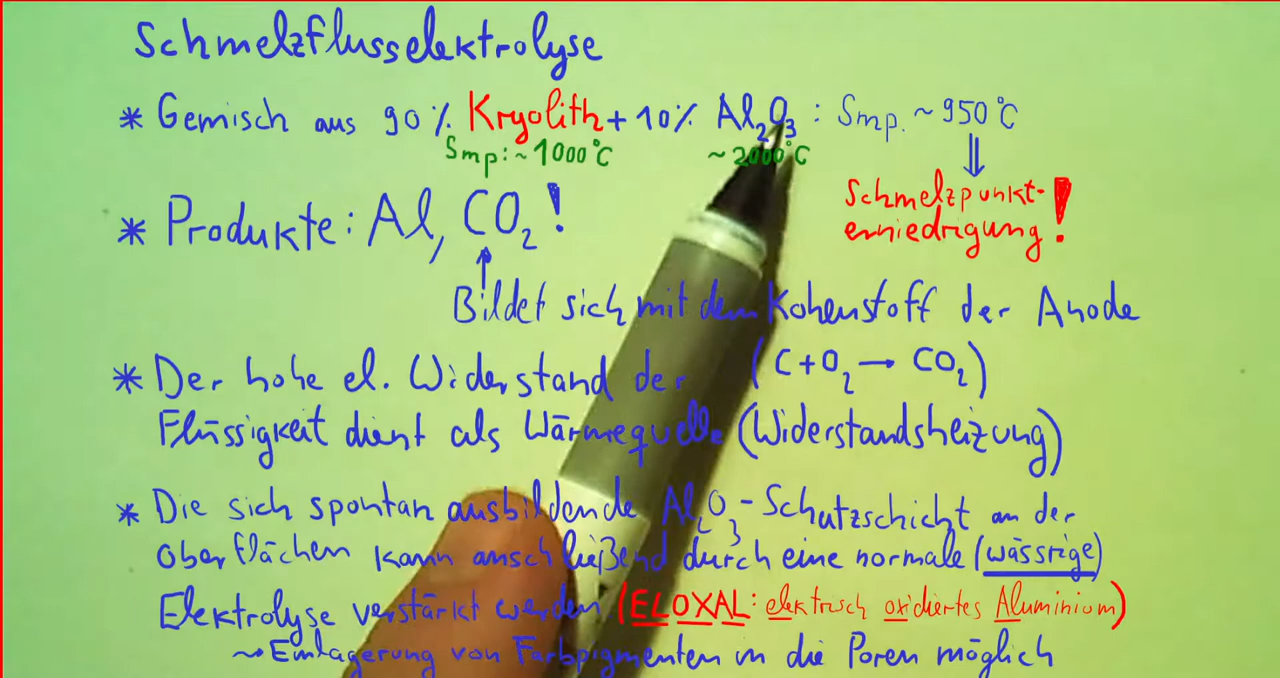 Schmelzflusselektrolyse
* Gemisch aus 90% Kryolith + 10% Al₂O₃ : Smp. ~ 950°C
Smp: ~1000°C ~2000°C
⇓
Schmelzpunkt-
erniedrigung!
* Produkte: Al, CO₂!
↑
Bildet sich mit dem Kohenstoff der Anode
(C + O₂ → CO₂)
* Der hohe el. Widerstand der
Flüssigkeit dient als Wärmequelle (Widerstandsheizung)
* Die sich spontan ausbildende Al₂O₃-Schutzschicht an der
Oberflächen kann anschließend durch eine normale (wässrige)
Elektrolyse verstärkt werden (ELOXAL: elektrisch oxidiertes Aluminium)
~> Einlagerung von Farbpigmenten in die Poren möglich